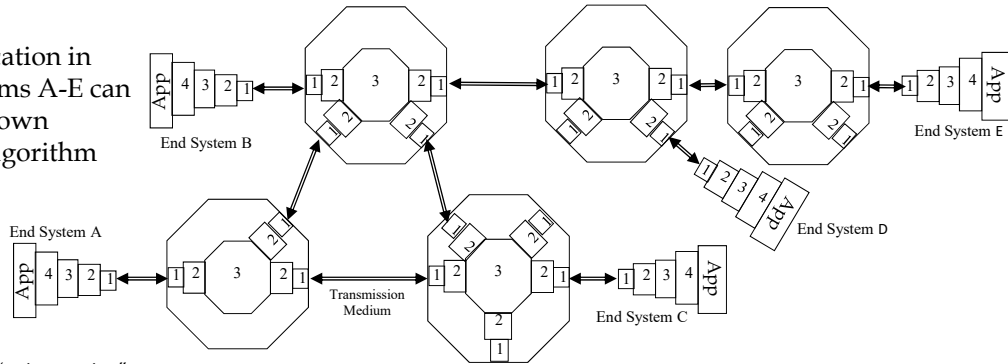 cation in
ms A-E can
own
lgorithm
App 4 3 2 1
End System B
1 2 3 2 1
2 1
2 1
1 2 3 2 1
2 1
2 1
1 2 3 2 1
2 1
2 1
1 2 3 4 App
End System E
1 2 3 4 App
End System D
End System A
App 4 3 2 1
1 2 3 2 1
2 1
Transmission
Medium
1 2 3 2 1
1 2
1 2
2
1
1 2 3 4 App
End System C